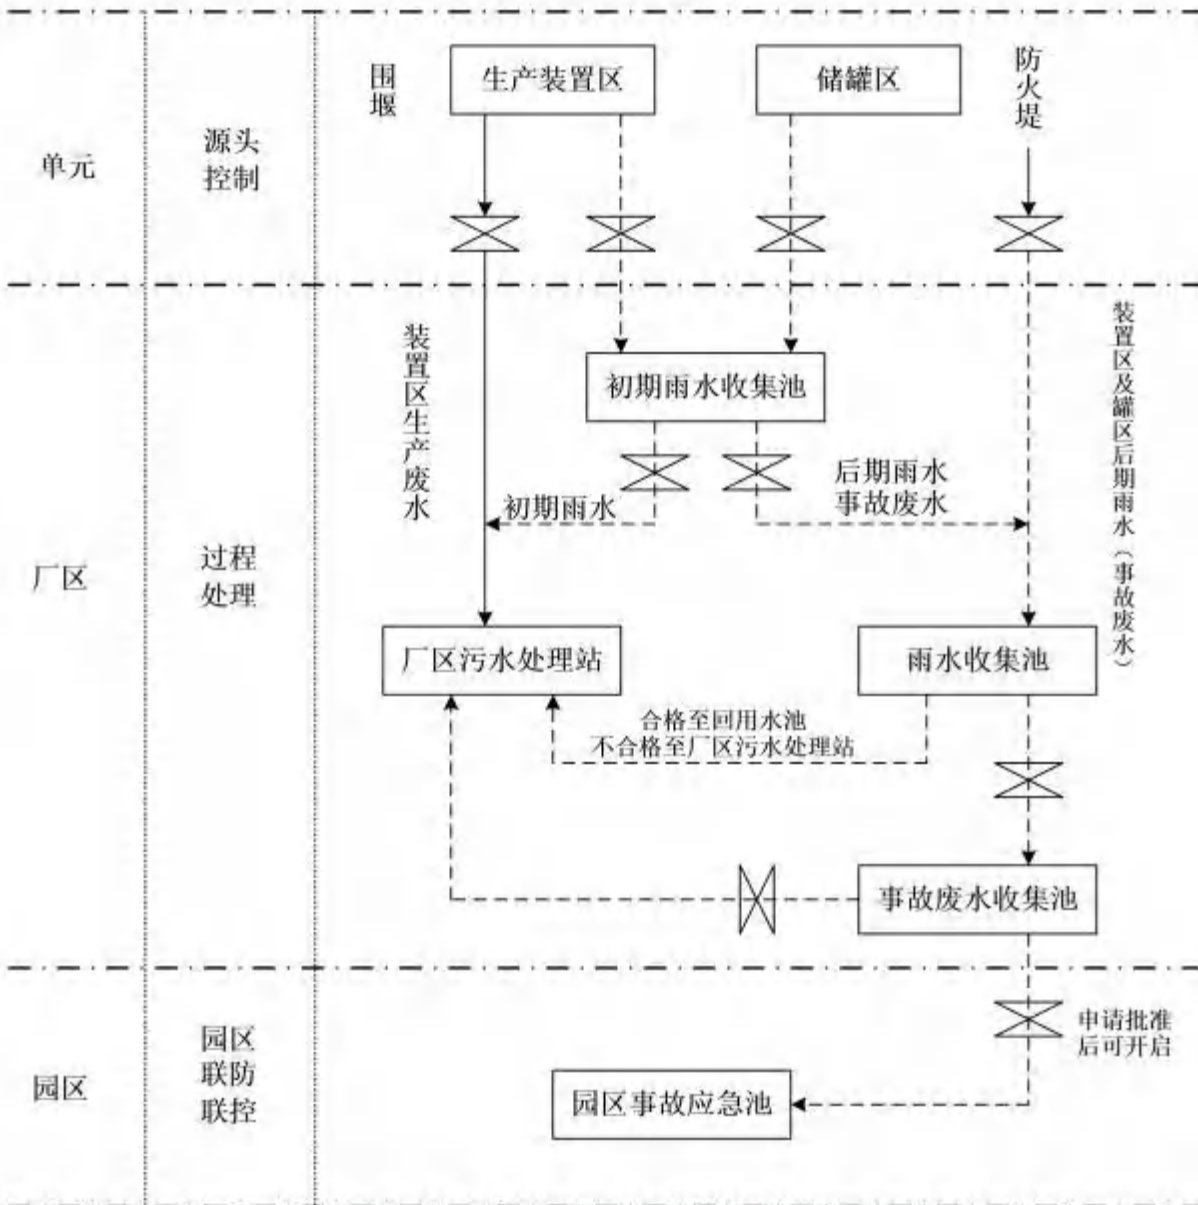 围堰
生产装置区
储罐区
防火堤
单元
源头
控制
装置区生产废水
初期雨水收集池
装置区及罐区后期雨水（事故废水）
初期雨水
后期雨水
事故废水
厂区
过程
处理
厂区污水处理站
雨水收集池
合格至回用水池
不合格至厂区污水处理站
事故废水收集池
园区
园区
联防
联控
申请批准
后可开启
园区事故应急池